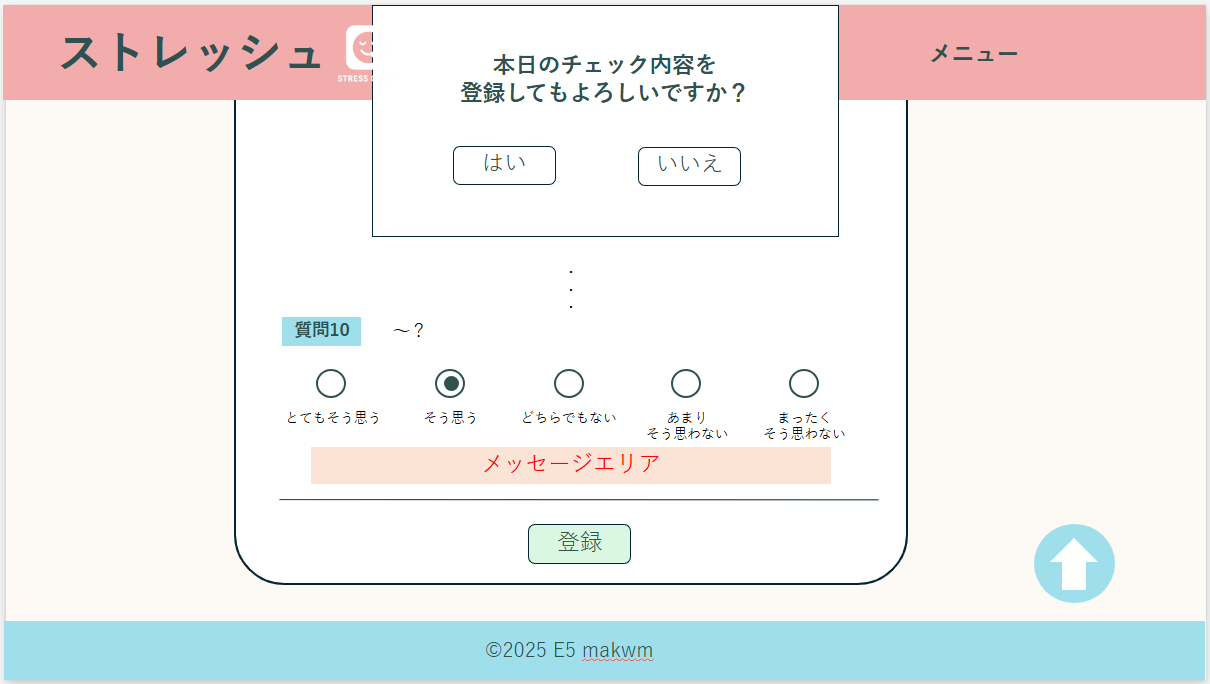 ストレッシュ
STRESS
メニュー
本日のチェック内容を
登録してもよろしいですか？
はい
いいえ
.
.
.
質問10
～？
とてもそう思う
そう思う
どちらでもない
あまり
そう思わない
まったく
そう思わない
メッセージエリア
登録
©2025 E5 makwm